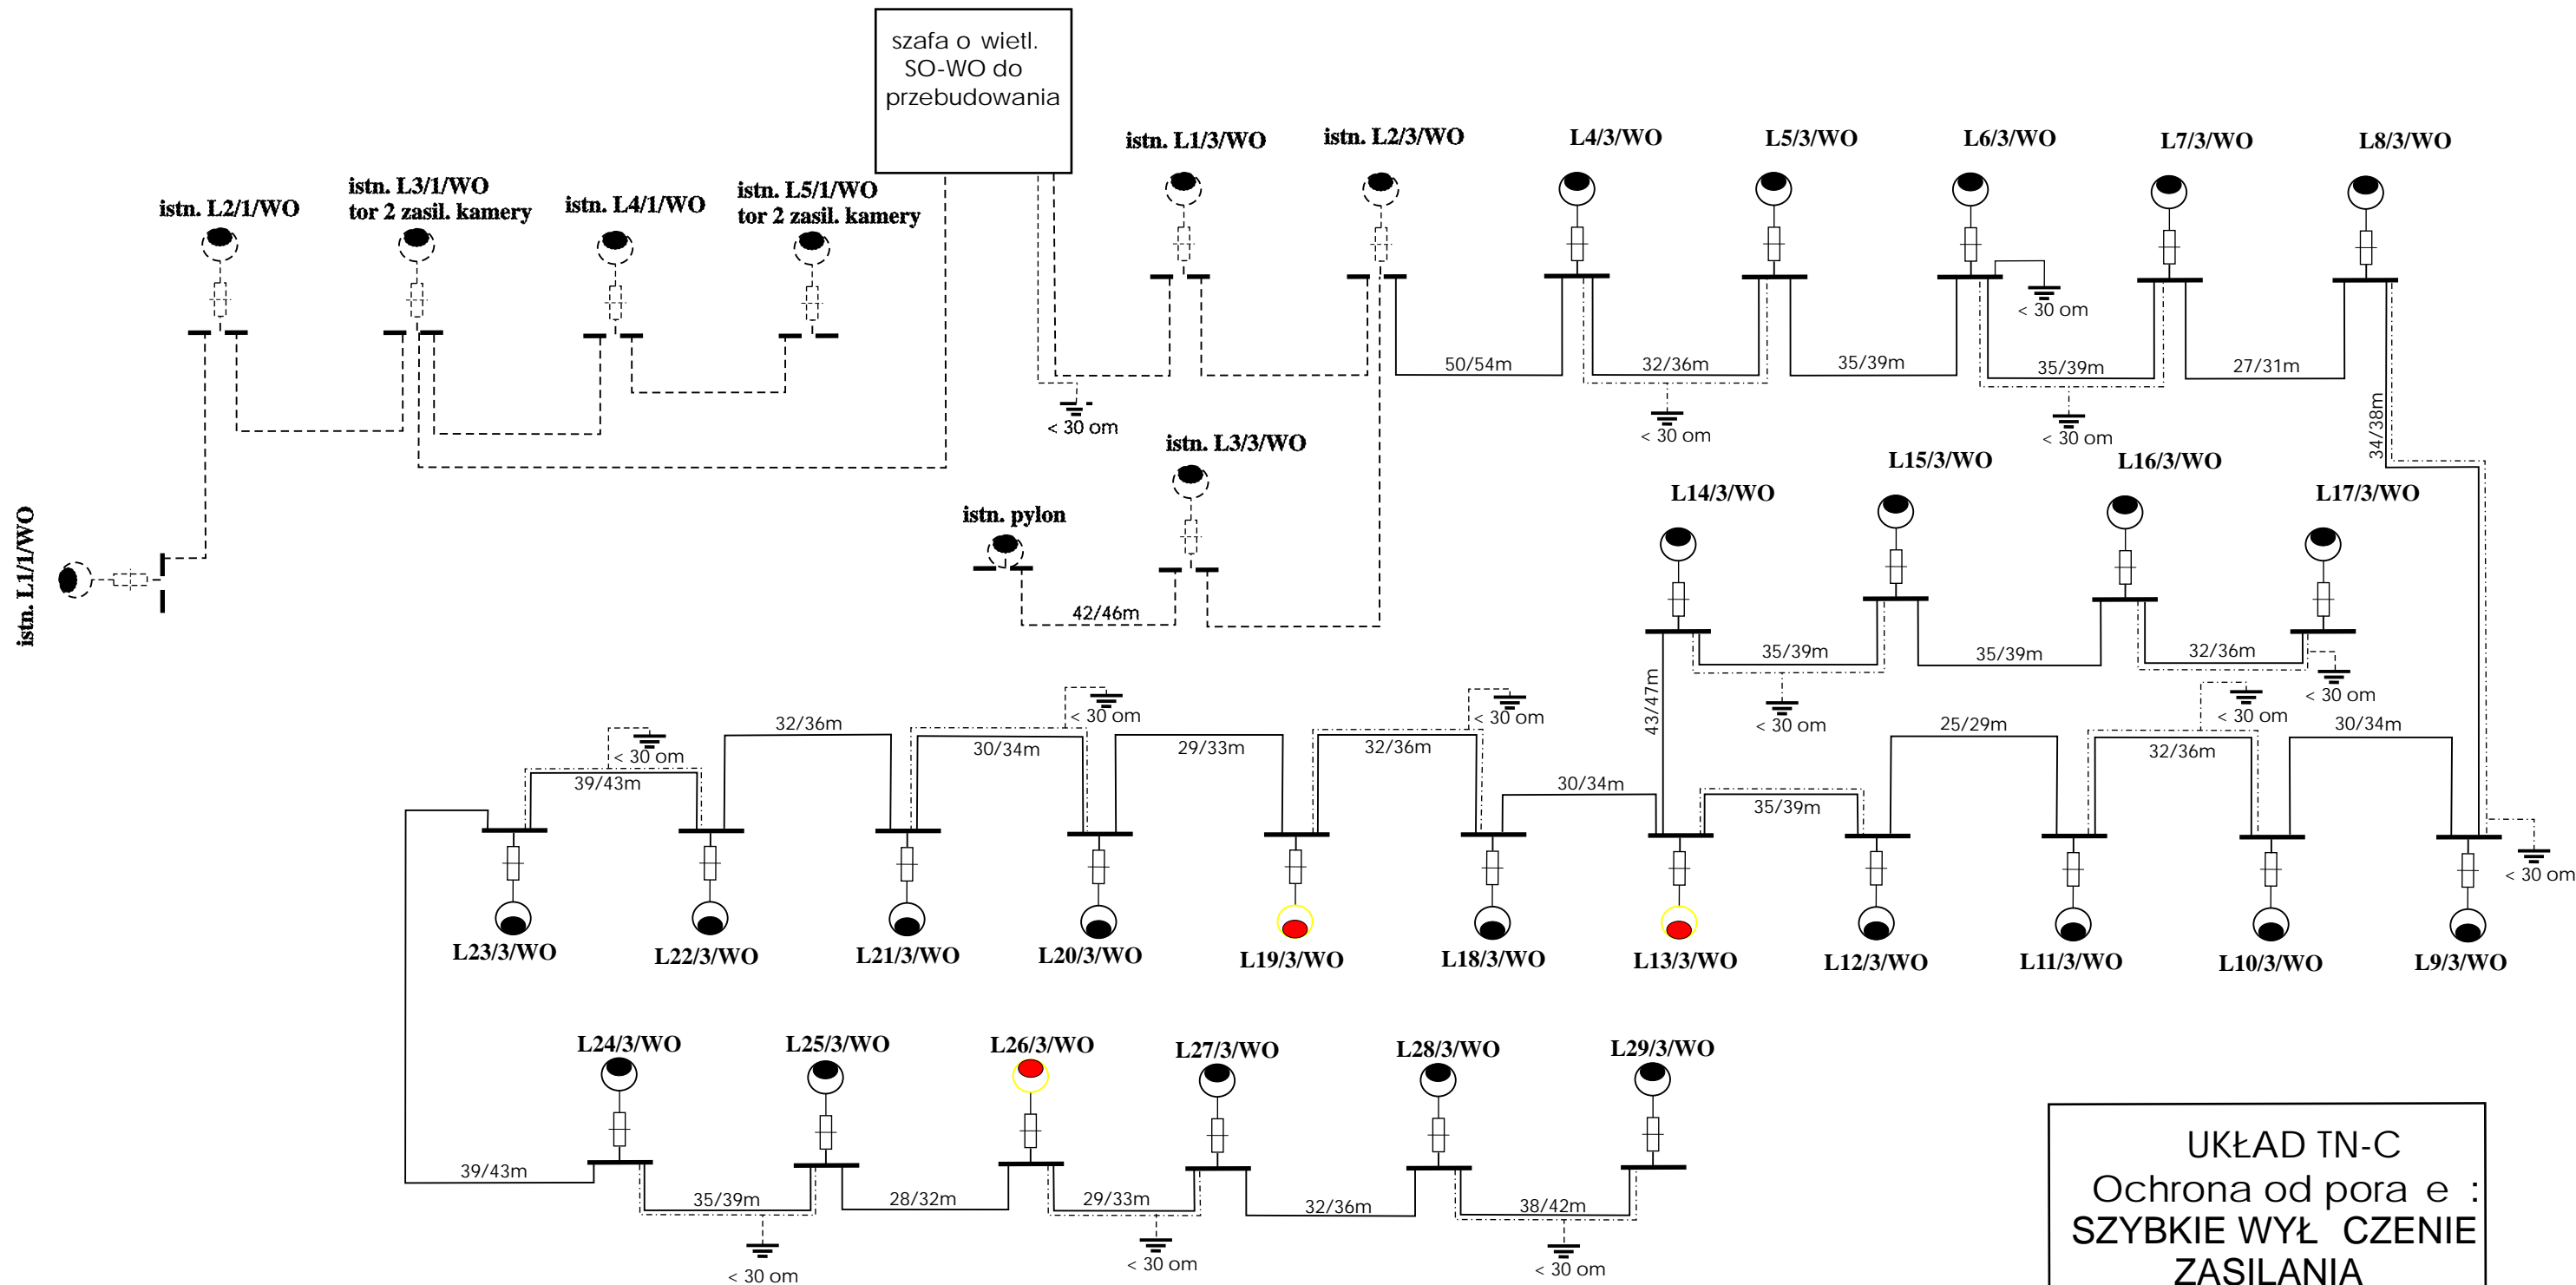 szafa o wietl.
SO-WO do
przebudowania
istn. L1/3/WO
istn. L2/3/WO
L4/3/WO
L5/3/WO
L6/3/WO
L7/3/WO
L8/3/WO
istn. L2/1/WO
istn. L3/1/WO
tor 2 zasil. kamery
istn. L4/1/WO
istn. L5/1/WO
tor 2 zasil. kamery
< 30 om
50/54m
32/36m
35/39m
35/39m
27/31m
< 30 om
< 30 om
< 30 om
34/38m
istn. L3/3/WO
istn. pylon
42/46m
istn. L1/1/WO
L14/3/WO
L15/3/WO
L16/3/WO
L17/3/WO
35/39m
35/39m
32/36m
43/47m
< 30 om
< 30 om
< 30 om
< 30 om
< 30 om
< 30 om
39/43m
32/36m
30/34m
29/33m
32/36m
30/34m
35/39m
25/29m
32/36m
30/34m
< 30 om
L23/3/WO
L22/3/WO
L21/3/WO
L20/3/WO
L19/3/WO
L18/3/WO
L13/3/WO
L12/3/WO
L11/3/WO
L10/3/WO
L9/3/WO
L24/3/WO
L25/3/WO
L26/3/WO
L27/3/WO
L28/3/WO
L29/3/WO
39/43m
35/39m
28/32m
29/33m
32/36m
38/42m
< 30 om
< 30 om
< 30 om
UKŁAD TN-C
Ochrona od pora e :
SZYBKIE WYŁ CZENIE
ZASILANIA